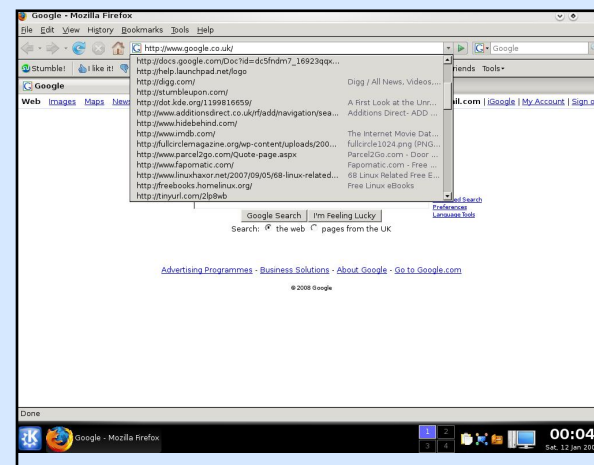 Google - Mozilla Firefox
File Edit View History Bookmarks Tools Help
http://www.google.co.uk/ Google
Stumble! I like it! riends Tools
Google
Web Images Maps News ail.com | iGoogle | My Account | Sign o
http://docs.google.com/Doc?id=dc5fndm7_16923qqx...
http://help.launchpad.net/logo
http://digg.com/ Digg / All News, Videos,...
http://stumbleupon.com/
http://dot.kde.org/1199816659/ A First Look at the Unr...
http://www.additionsdirect.co.uk/rf/add/navigation/sea... Additions Direct- ADD ...
http://www.hidebehind.com/
http://www.imdb.com/ The Internet Movie Dat...
http://fullcirclemagazine.org/wp-content/uploads/200... fullcircle1024.png (PNG...
http://www.parcel2go.com/Quote-page.aspx Parcel2Go.com - Door ...
http://www.fapomatic.com/ Fapomatic.com - Free ...
http://www.linuxhaxor.net/2007/09/05/68-linux-related... 68 Linux Related Free E...
http://freebooks.homelinux.org/ Free Linux eBooks
http://tinyurl.com/2lp8wb
ed Search
Preferences
Language Tools
Google Search I'm Feeling Lucky
Search: the web pages from the UK
Advertising Programmes - Business Solutions - About Google - Go to Google.com
©2008 Google
Done
Google - Mozilla Firefox 1 2 00:04
3 4 Sat, 12 Jan 200